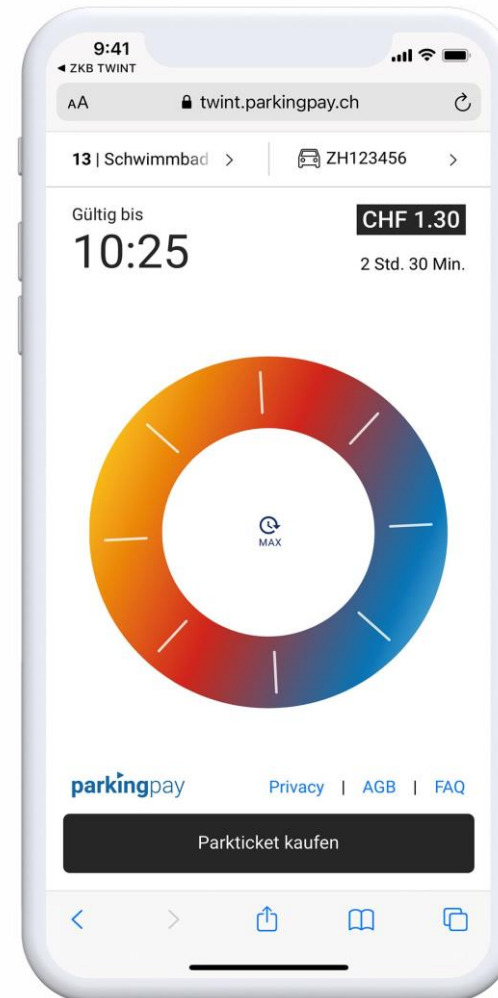 9:41
◀ ZKB TWINT
AA twint.parkingpay.ch
13 | Schwimmbad > ZH123456 >
Gültig bis
CHF 1.30
10:25
2 Std. 30 Min.
MAX
parkingpay Privacy | AGB | FAQ
Parkticket kaufen